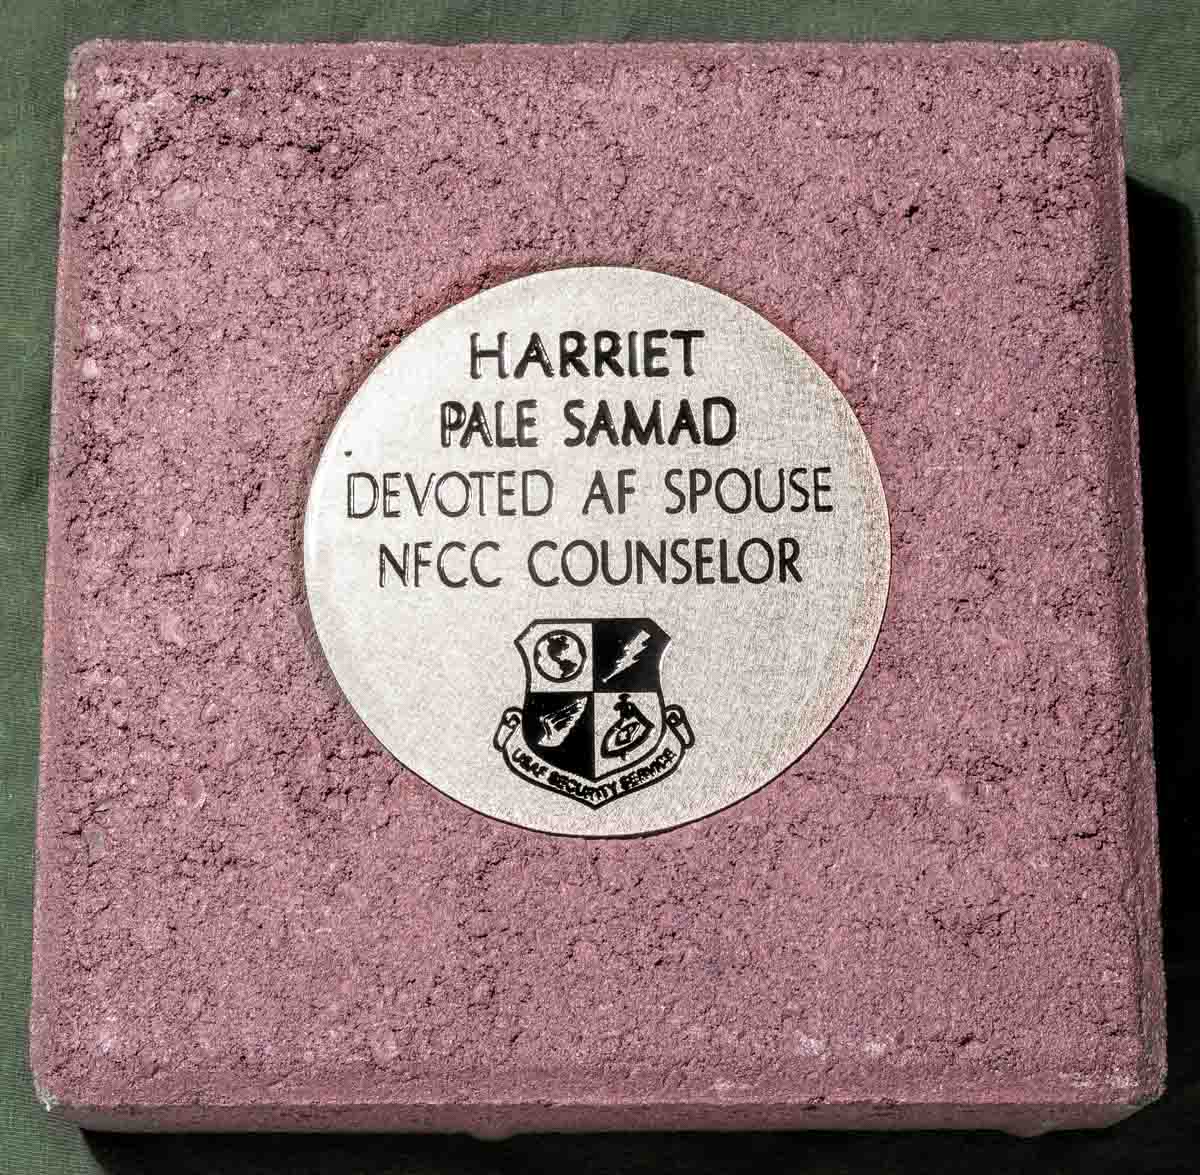 HARRIET
PALE SAMAD
DEVOTED AF SPOUSE
NFCC COUNSELOR
USAF SECURITY SERVICE